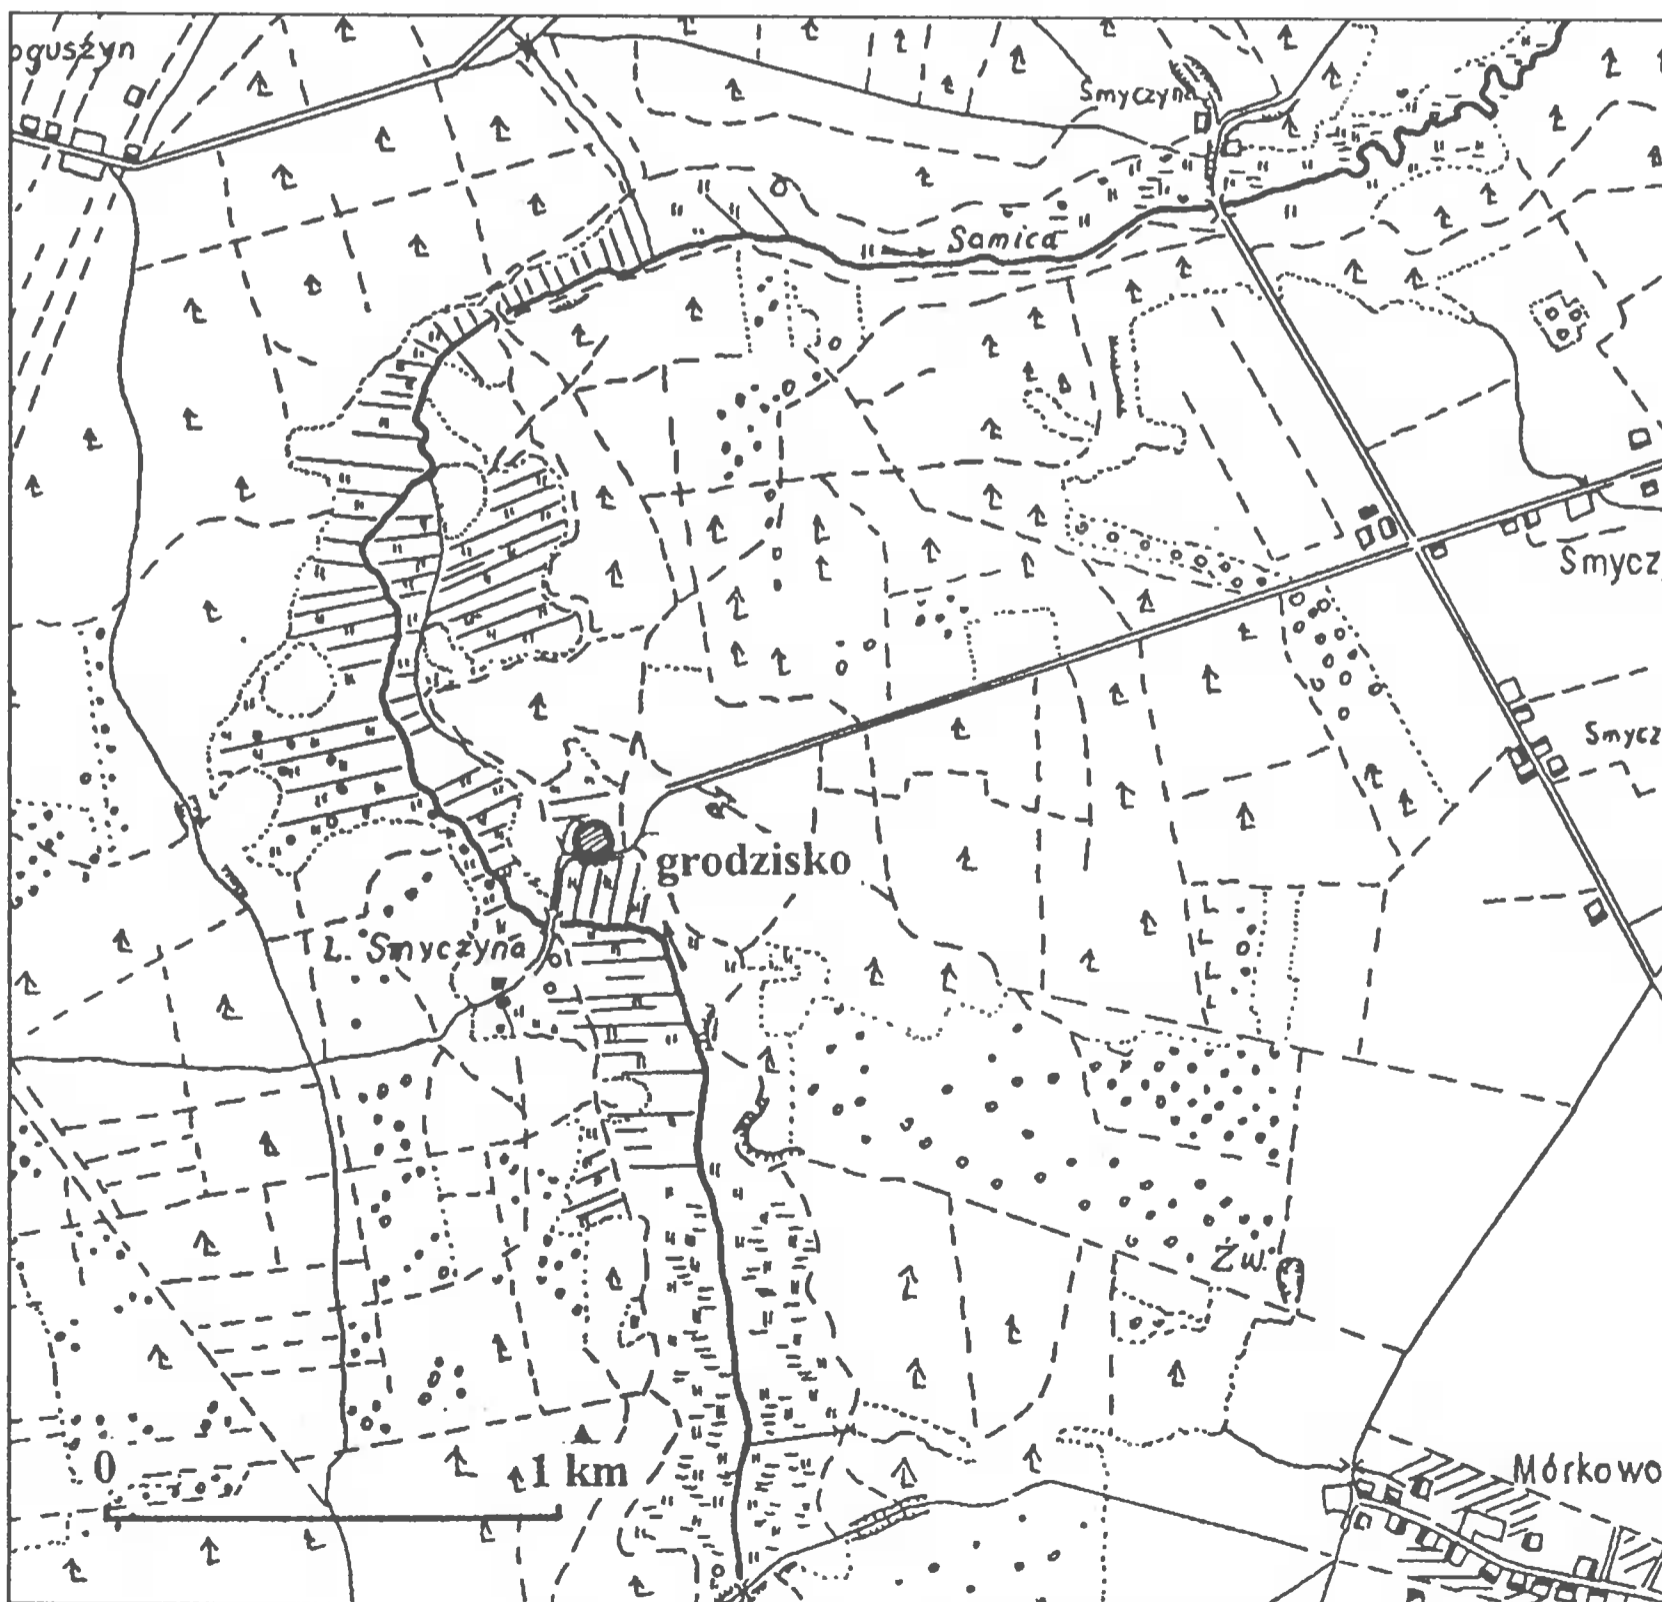 oguszyn
Smyczyna
Samica
Smycz
Smycz
grodzisko
L. Smyczyna
Żw.
0
1 km
Mórkowo